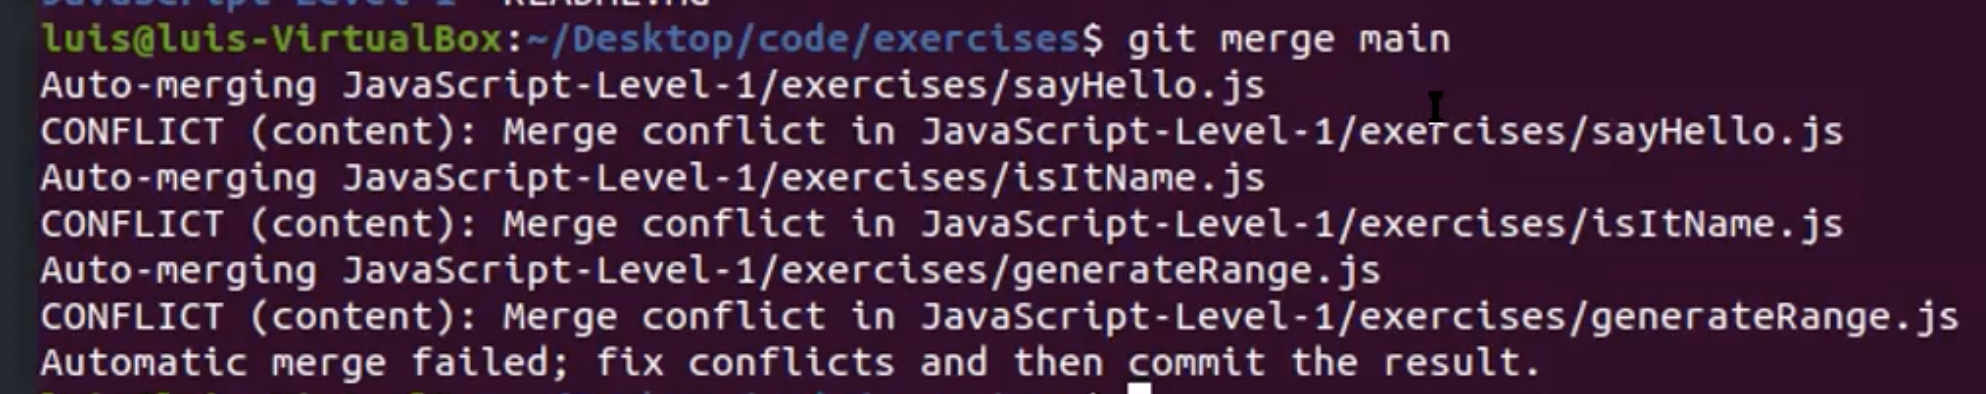 README.md
luis@luis-VirtualBox:~/Desktop/code/exercises$ git merge main
Auto-merging JavaScript-Level-1/exercises/sayHello.js
CONFLICT (content): Merge conflict in JavaScript-Level-1/exercises/sayHello.js
Auto-merging JavaScript-Level-1/exercises/isItName.js
CONFLICT (content): Merge conflict in JavaScript-Level-1/exercises/isItName.js
Auto-merging JavaScript-Level-1/exercises/generateRange.js
CONFLICT (content): Merge conflict in JavaScript-Level-1/exercises/generateRange.js
Automatic merge failed; fix conflicts and then commit the result.